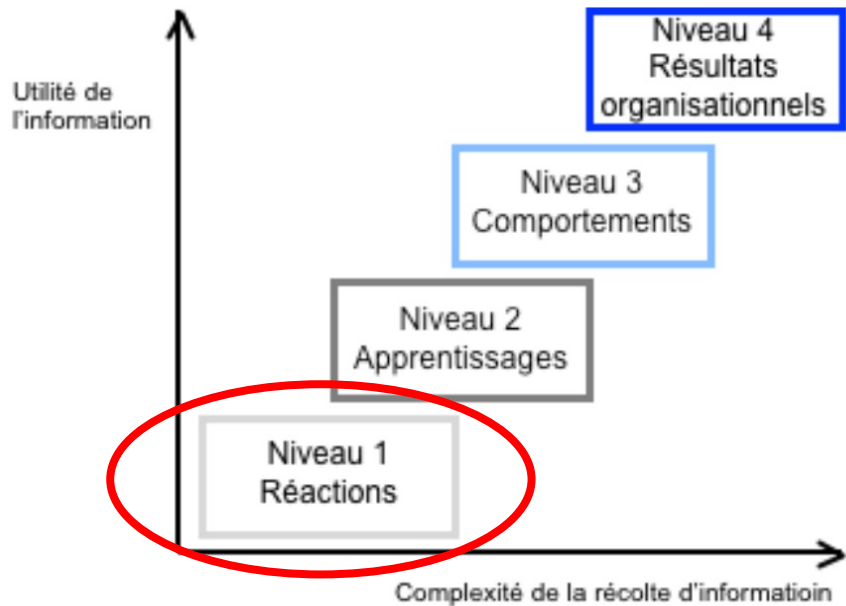 Utilité de
l'information
Niveau 4
Résultats
organisationnels
Niveau 3
Comportements
Niveau 2
Apprentissages
Niveau 1
Réactions
Complexité de la récolte d'informatioin